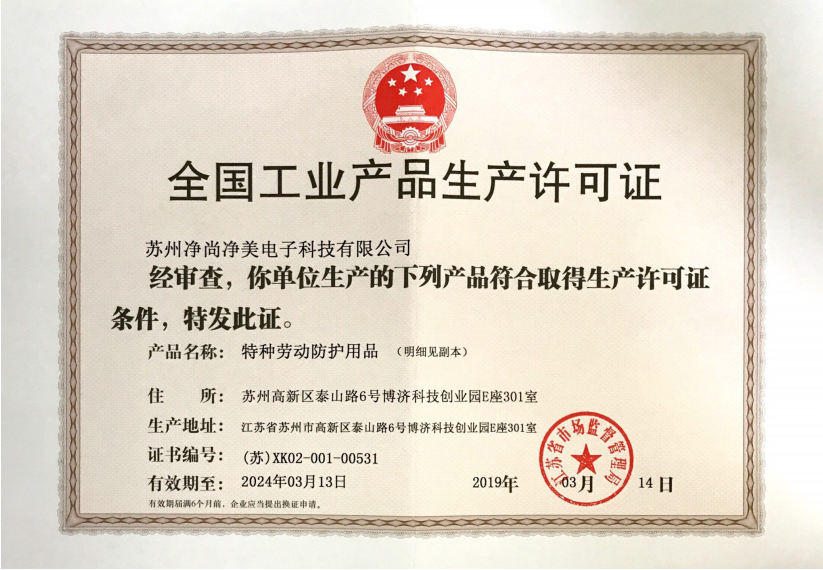 全国工业产品生产许可证
苏州净尚净美电子科技有限公司
经审查，你单位生产的下列产品符合取得生产许可证
条件，特发此证。
产品名称：特种劳动防护用品 （明细见副本）
住 所：苏州高新区泰山路6号博济科技创业园E座301室
生产地址：江苏省苏州市高新区泰山路6号博济科技创业园E座301室
证书编号：(苏)XK02-001-00531
有效期至：2024年03月13日 2019年 03月 14日
有效期届满6个月前，企业应当提出换证申请。
江苏省市场监督管理局